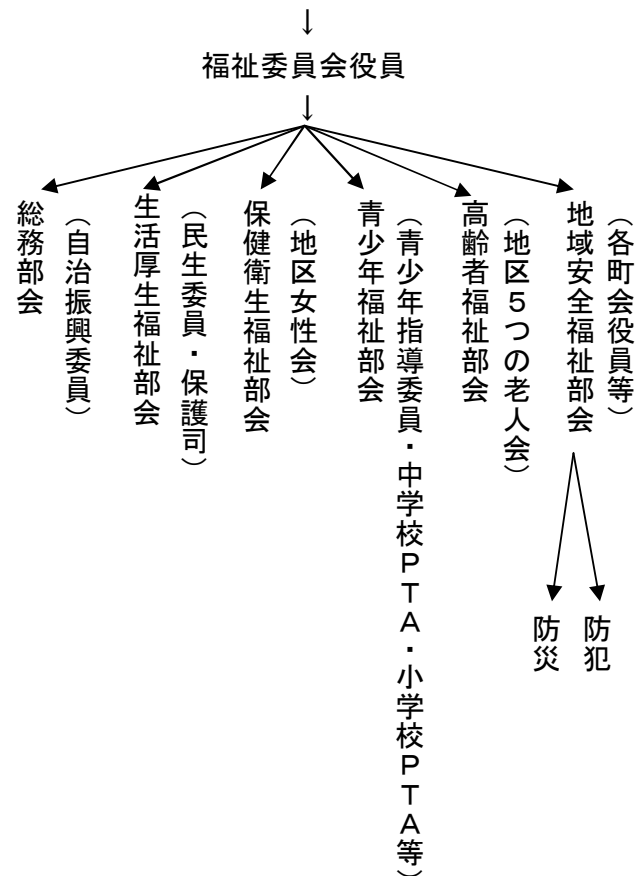 ↓
福祉委員会役員
↓
総務部会
（自治振興委員）
生活厚生福祉部会
（民生委員・保護司）
保健衛生福祉部会
（地区女性会）
青少年福祉部会
（青少年指導委員・中学校ＰＴＡ・小学校ＰＴＡ等）
高齢者福祉部会
（地区５つの老人会）
地域安全福祉部会
（各町会役員等）
防災
防犯